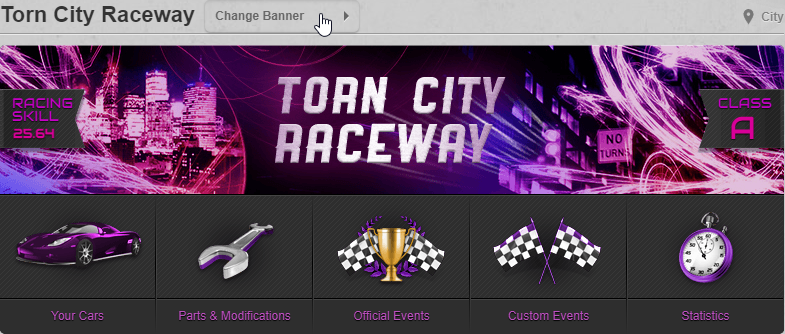 Torn City Raceway
Change Banner
City
RACING
SKILL
25.64
TORN CITY
RACEWAY
CLASS
A
NO
TURNS
Your Cars
Parts & Modifications
Official Events
Custom Events
Statistics